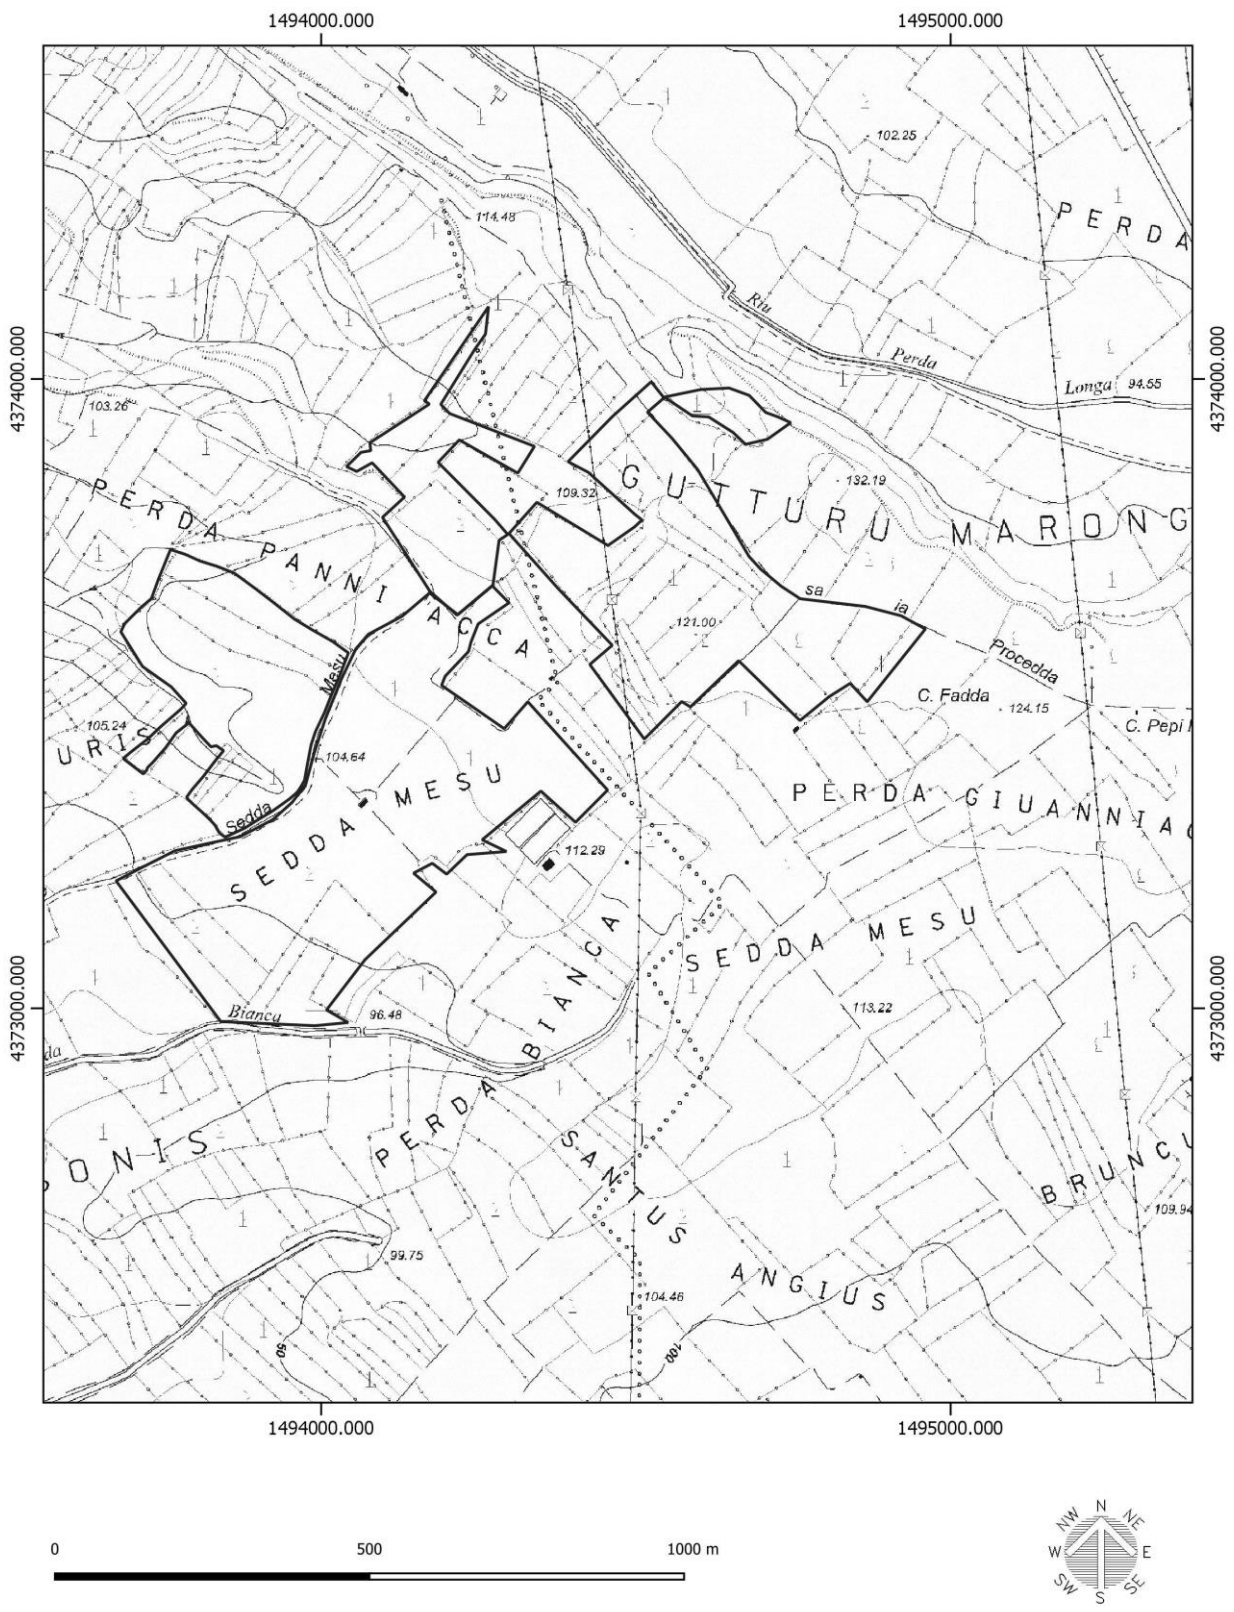 1494000.000 1495000.000
102.25
PERDA
114.48
Riu
4374000.000 4374000.000
Perda
Longa 94.55
103.26
132.19
GUTTURU MARONG
109.32
PERDA PANNI ACCA
sa
ia
121.00
Procedda
Mesu
C. Fadda
124.15
105.24
C. Pepi
URIS
104.64
SEDDA MESU
PERDA GIUANNIA
Sedda
112.29
SEDDA MESU
PERDA BIANCA
4373000.000 4373000.000
Biancu
96.48
113.22
da
ONIS
SANTUS ANGIUS
BRUNCU
109.94
99.75
104.46
50
100
1494000.000 1495000.000
0 500 1000 m
N
NW NE
W E
SW SE
S